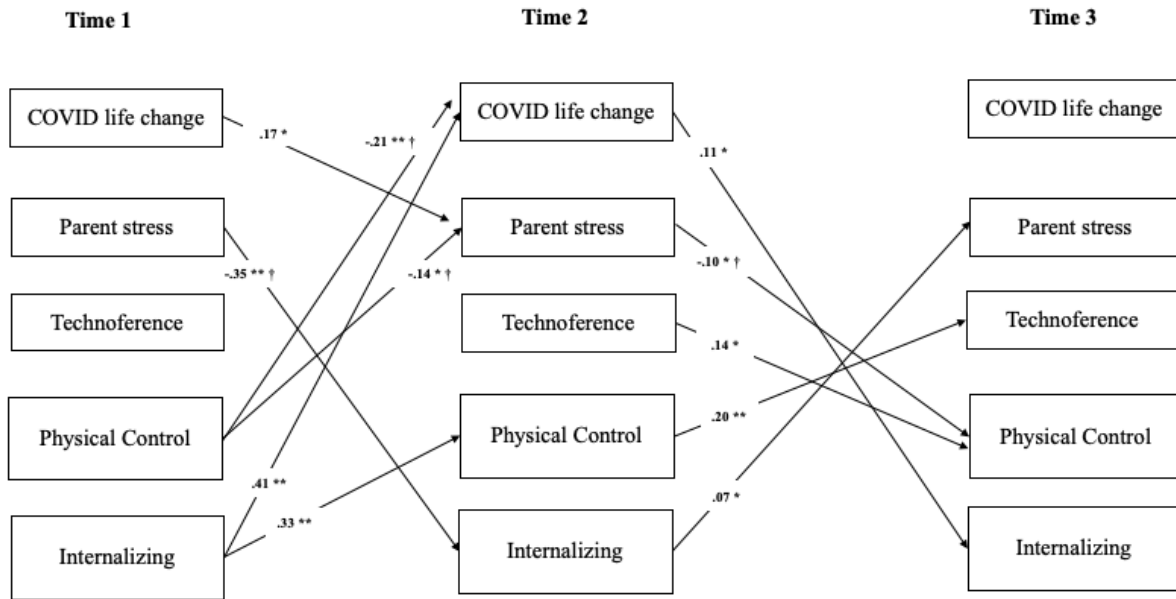 Time 1
Time 2
Time 3
COVID life change
COVID life change
COVID life change
.17 *
-.21 ** †
.11 *
Parent stress
Parent stress
Parent stress
-.35 ** †
-.14 * †
-.10 * †
Technoference
Technoference
Technoference
.14 *
Physical Control
Physical Control
Physical Control
.20 **
.41 **
.33 **
.07 *
Internalizing
Internalizing
Internalizing